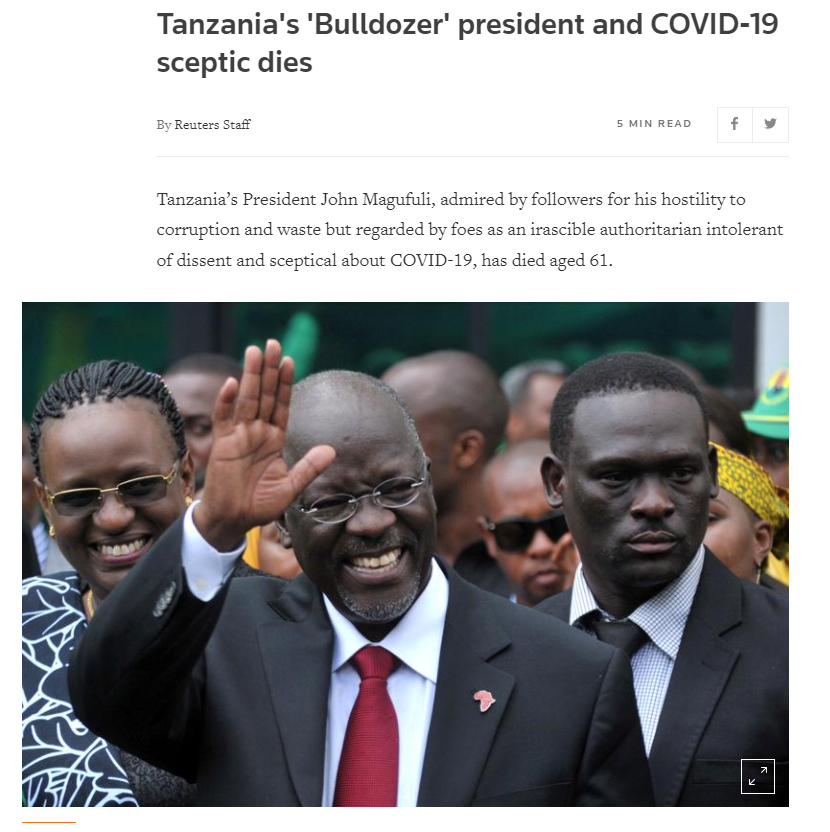 Tanzania's 'Bulldozer' president and COVID-19
sceptic dies
By Reuters Staff
5 MIN READ
Tanzania’s President John Magufuli, admired by followers for his hostility to
corruption and waste but regarded by foes as an irascible authoritarian intolerant
of dissent and sceptical about COVID-19, has died aged 61.